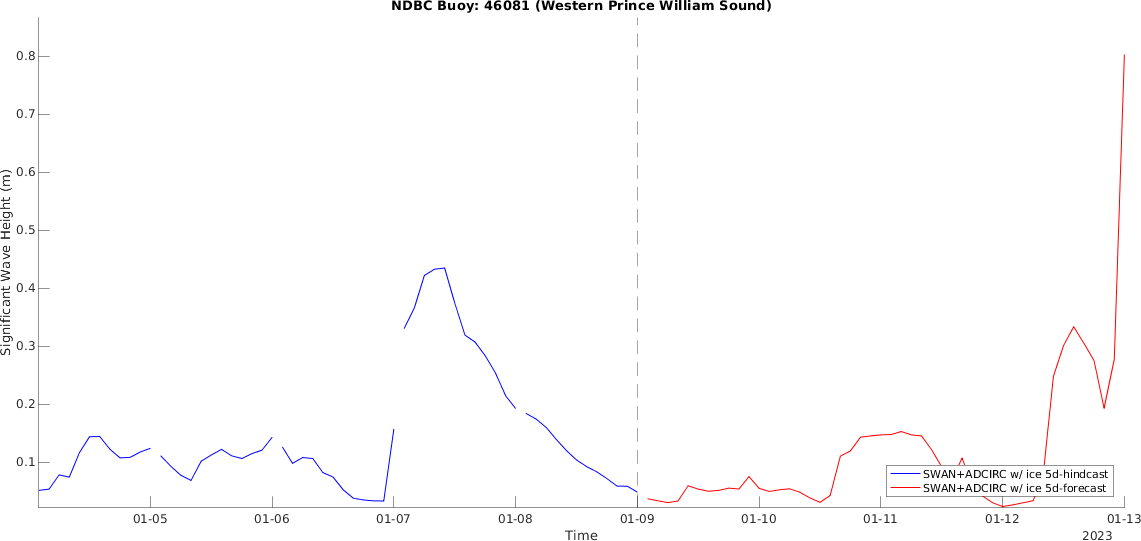 NDBC Buoy: 46081 (Western Prince William Sound)
0.8
0.7
0.6
0.5
0.4
0.3
0.2
0.1
Significant Wave Height (m)
SWAN+ADCIRC w/ ice 5d-hindcast
SWAN+ADCIRC w/ ice 5d-forecast
01-05 01-06 01-07 01-08 01-09 01-10 01-11 01-12 01-13
Time
2023